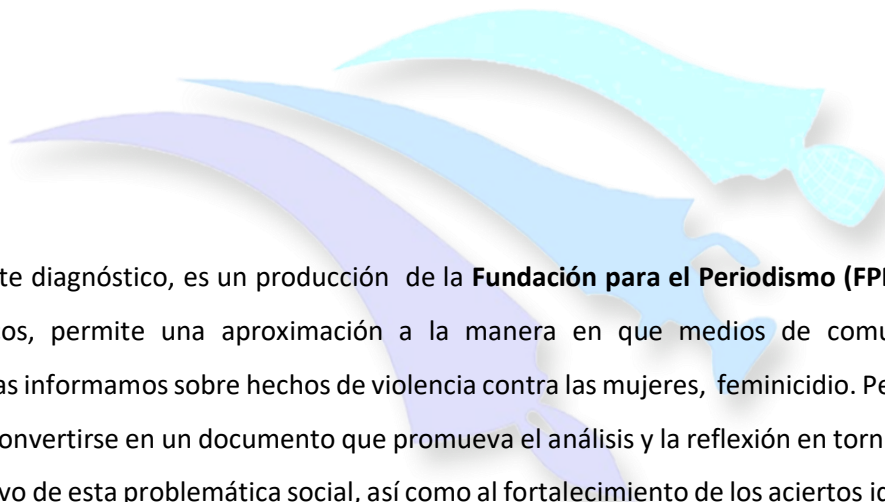 te diagnóstico, es un producción de la Fundación para el Periodismo (FP
os, permite una aproximación a la manera en que medios de comu
as informamos sobre hechos de violencia contra las mujeres, feminicidio. Pe
onvertirse en un documento que promueva el análisis y la reflexión en torn
vo de esta problemática social, así como al fortalecimiento de los aciertos